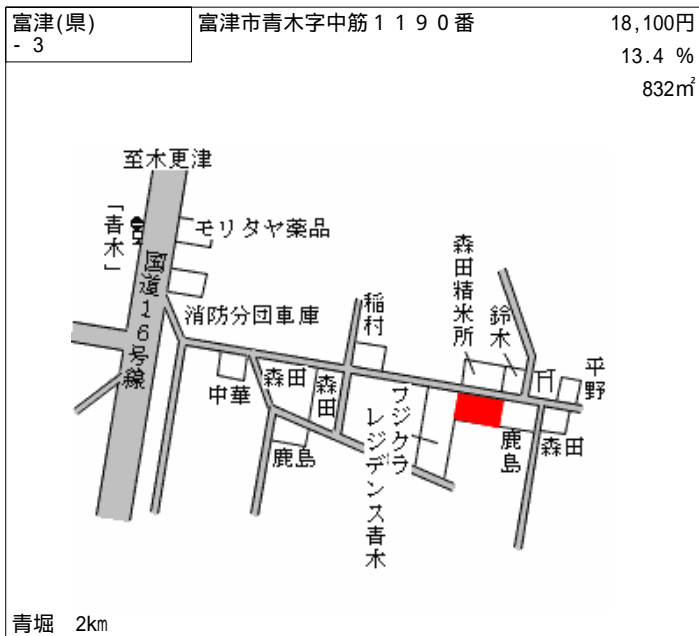 富津(県)
- 3
富津市青木字中筋１１９０番
18,100円
13.4 %
832㎡
至木更津
「青木」
モリタヤ薬品
国道16号線
消防分団車庫
稲村
森田精米所
鈴木
平野
中華
森田
森田
鹿島
フジクラ
レジデンス青木
鹿島
森田
青堀 2km